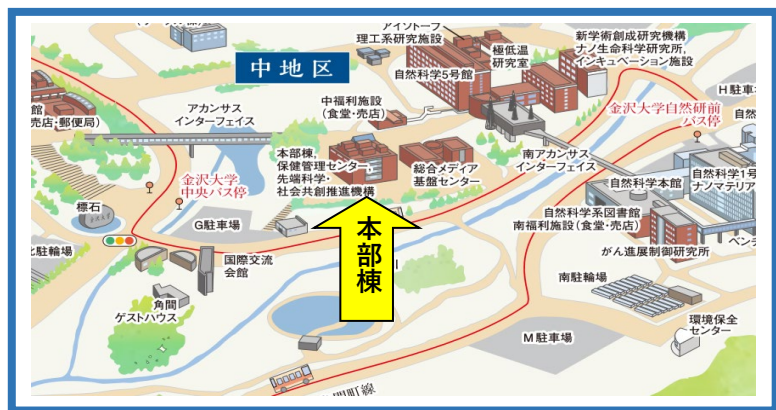 アイソトープ
理工系研究施設
極低温
研究室
新学術創成研究機構
ナノ生命科学研究所,
インキュベーション施設
中地区
自然科学5号館
H駐車場
館
売店・郵便局)
アカンサス
インターフェイス
中福利施設
(食堂・売店)
金沢大学自然研前
バス停
自然
本部棟,
保健管理センター
先端科学・
社会共創推進機構
総合メディア
基盤センター
南アカンサス
インターフェイス
自然科学本館
自然科学1号
ナノマテリア
金沢大学
中央バス停
標石
G駐車場
本部棟
自然科学系図書館
南福利施設(食堂・売店)
がん進展制御研究所
ベンチ
北駐輪場
国際交流
会館
角間
ゲストハウス
南駐輪場
環境保全
センター
M駐車場
町線